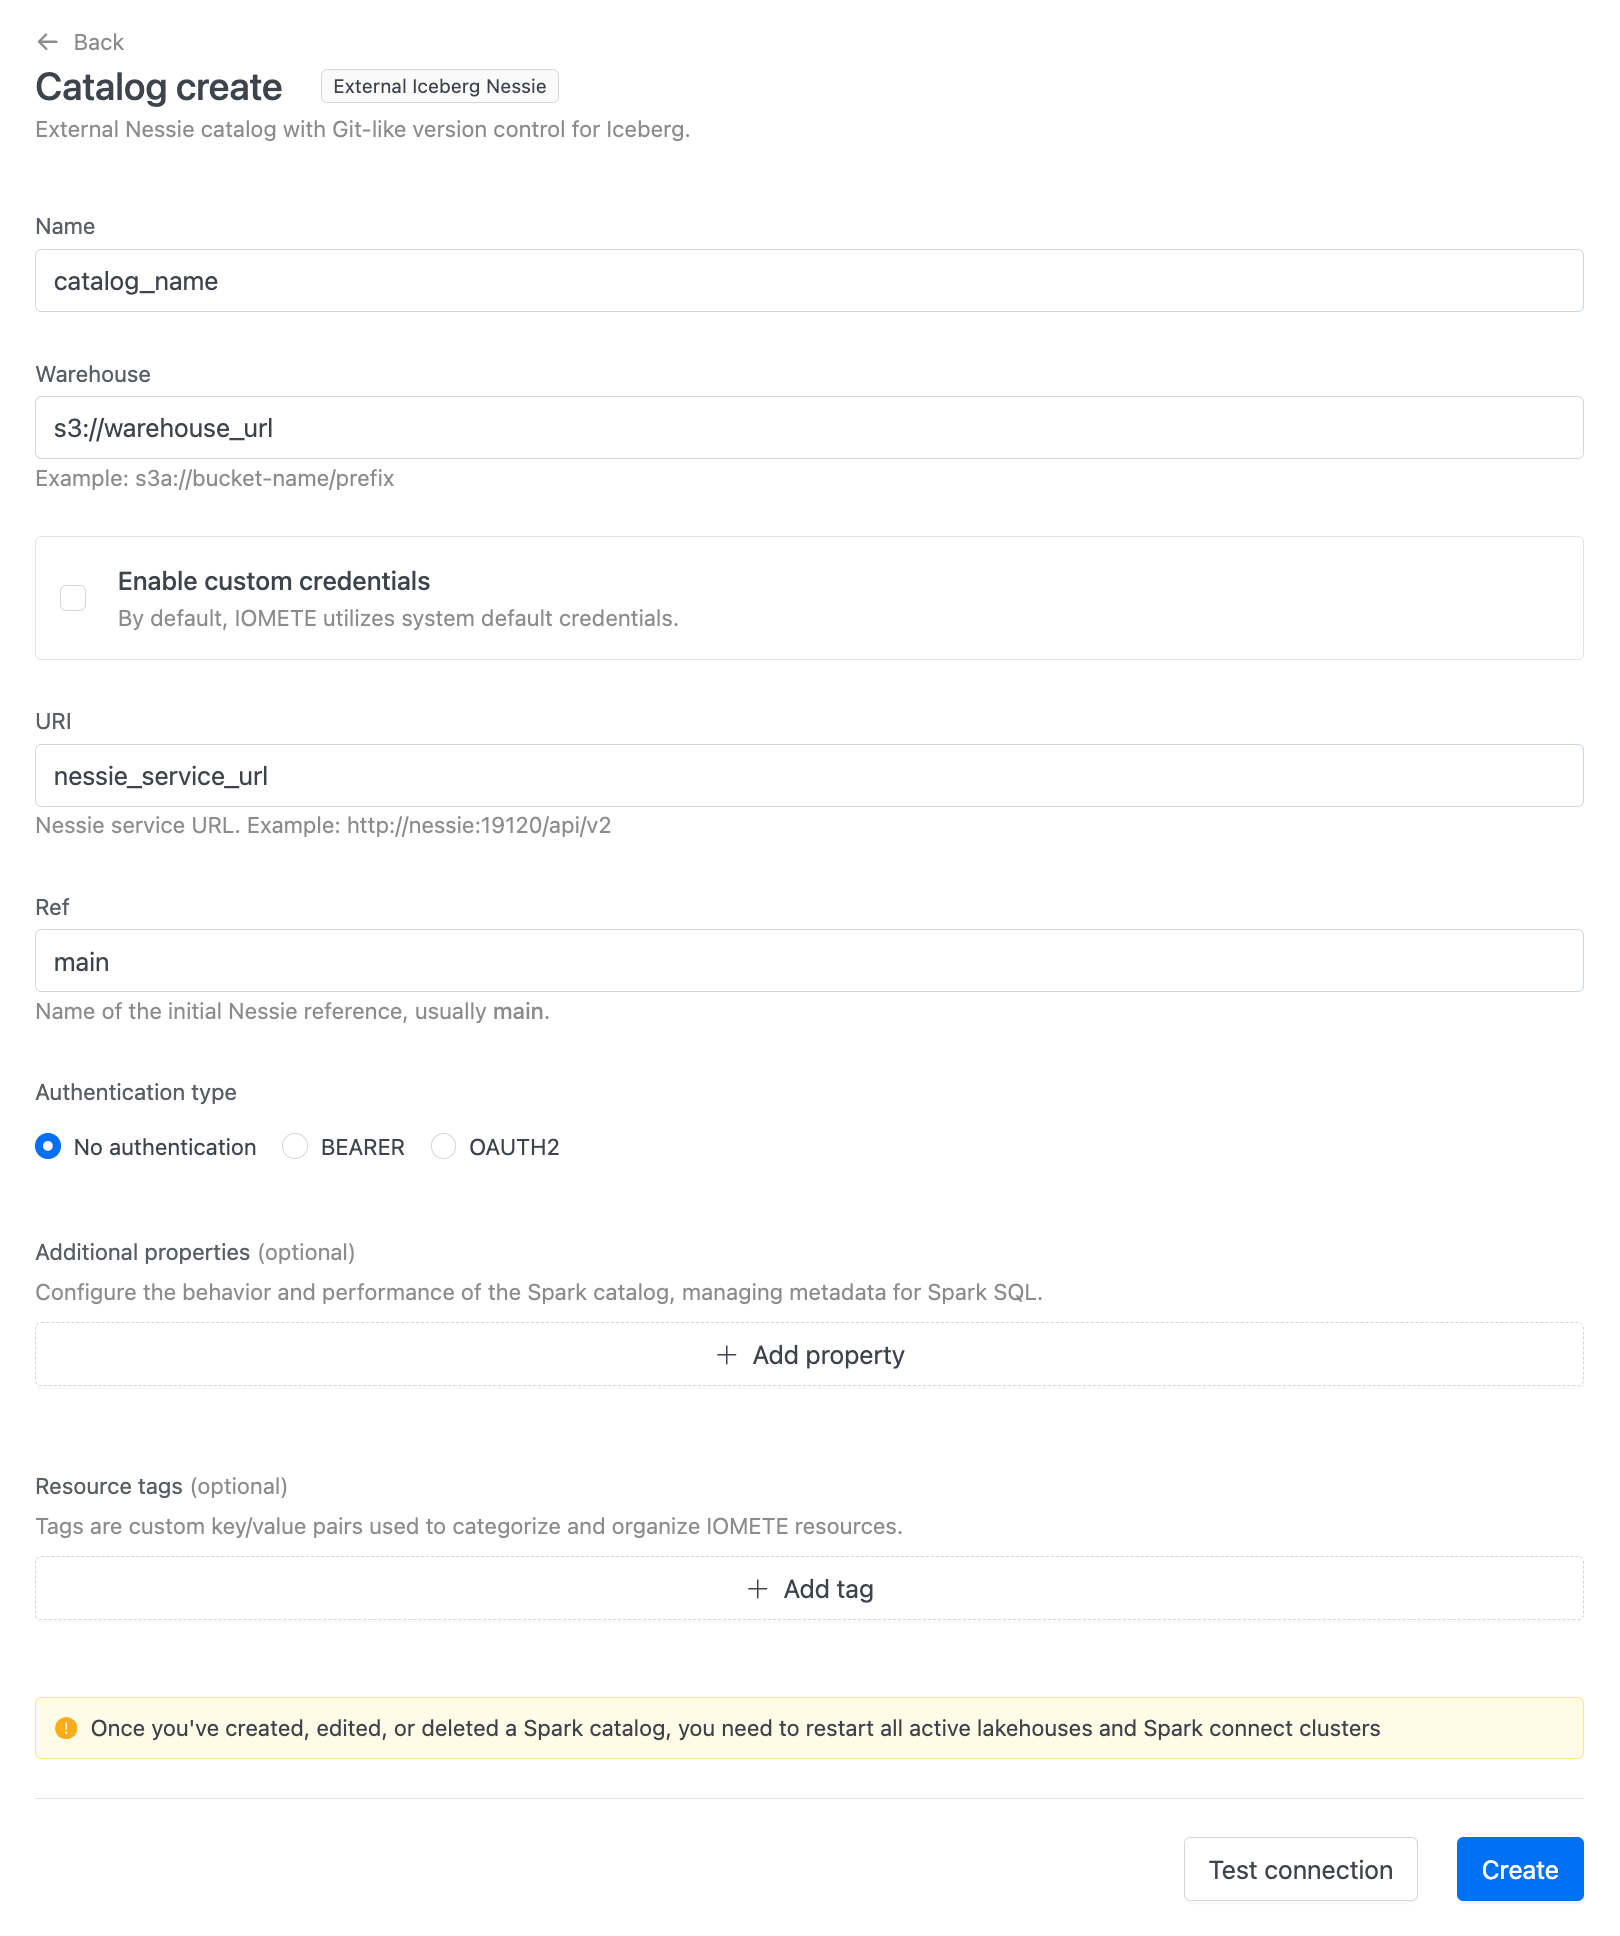 Back
Catalog create
External Iceberg Nessie
External Nessie catalog with Git-like version control for Iceberg.
Name
catalog_name
Warehouse
s3://warehouse_url
Example: s3a://bucket-name/prefix
Enable custom credentials
By default, IOMETE utilizes system default credentials.
URI
nessie_service_url
Nessie service URL. Example: http://nessie:19120/api/v2
Ref
main
Name of the initial Nessie reference, usually main.
Authentication type
No authentication BEARER OAUTH2
Additional properties (optional)
Configure the behavior and performance of the Spark catalog, managing metadata for Spark SQL.
Add property
Resource tags (optional)
Tags are custom key/value pairs used to categorize and organize IOMETE resources.
Add tag
Once you've created, edited, or deleted a Spark catalog, you need to restart all active lakehouses and Spark connect clusters
Test connection Create